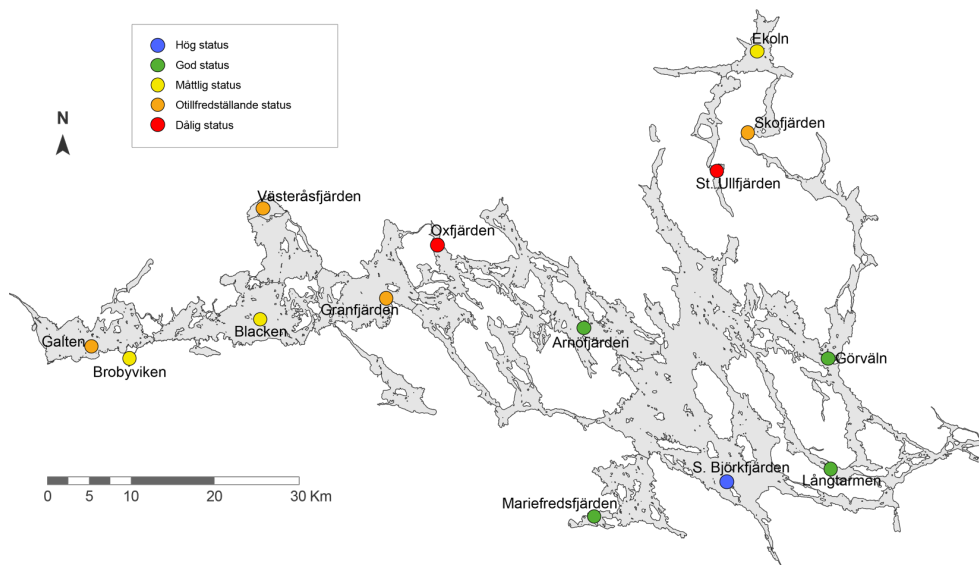 Hög status
God status
Måttlig status
Otillfredställande status
Dålig status
N
Ekoln
Skofjärden
St. Ullfjärden
Västeråsfjärden
Oxfjärden
Granfjärden
Blacken
Galten
Brobyviken
Arnöfjärden
Görväln
S. Björkfjärden
Långtarmen
Mariefredsfjärden
0 5 10 20 30 Km